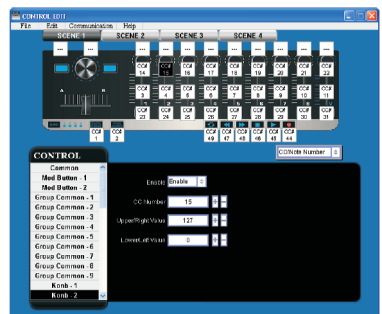 CONTROL EDIT
File Edit Communication Help
SCENE 1 SCENE 2 SCENE 3 SCENE 4
--- --- --- --- --- --- --- --- --- --- --- ---
CC# CC# CC# CC# CC# CC# CC# CC# CC#
14 15 16 17 18 19 20 21 22
CC# CC# CC# CC# CC# CC# CC# CC# CC#
3 4 5 6 7 8 9 10 11
CC# CC# CC# CC# CC# CC# CC# CC# CC#
23 24 25 26 27 28 29 30 31
CC# CC# CC# CC# CC# CC# CC# CC#
1 2 49 47 48 46 45 44
CC/Note Number
CONTROL
Common
Mod Button - 1
Mod Button - 2
Group Common - 1
Group Common - 2
Group Common - 3
Group Common - 4
Group Common - 5
Group Common - 6
Group Common - 7
Group Common - 8
Group Common - 9
Konb - 1
Konb - 2
Enable Enable
CC Number 15
Upper/Right Value 127
Lower/Left Value 0